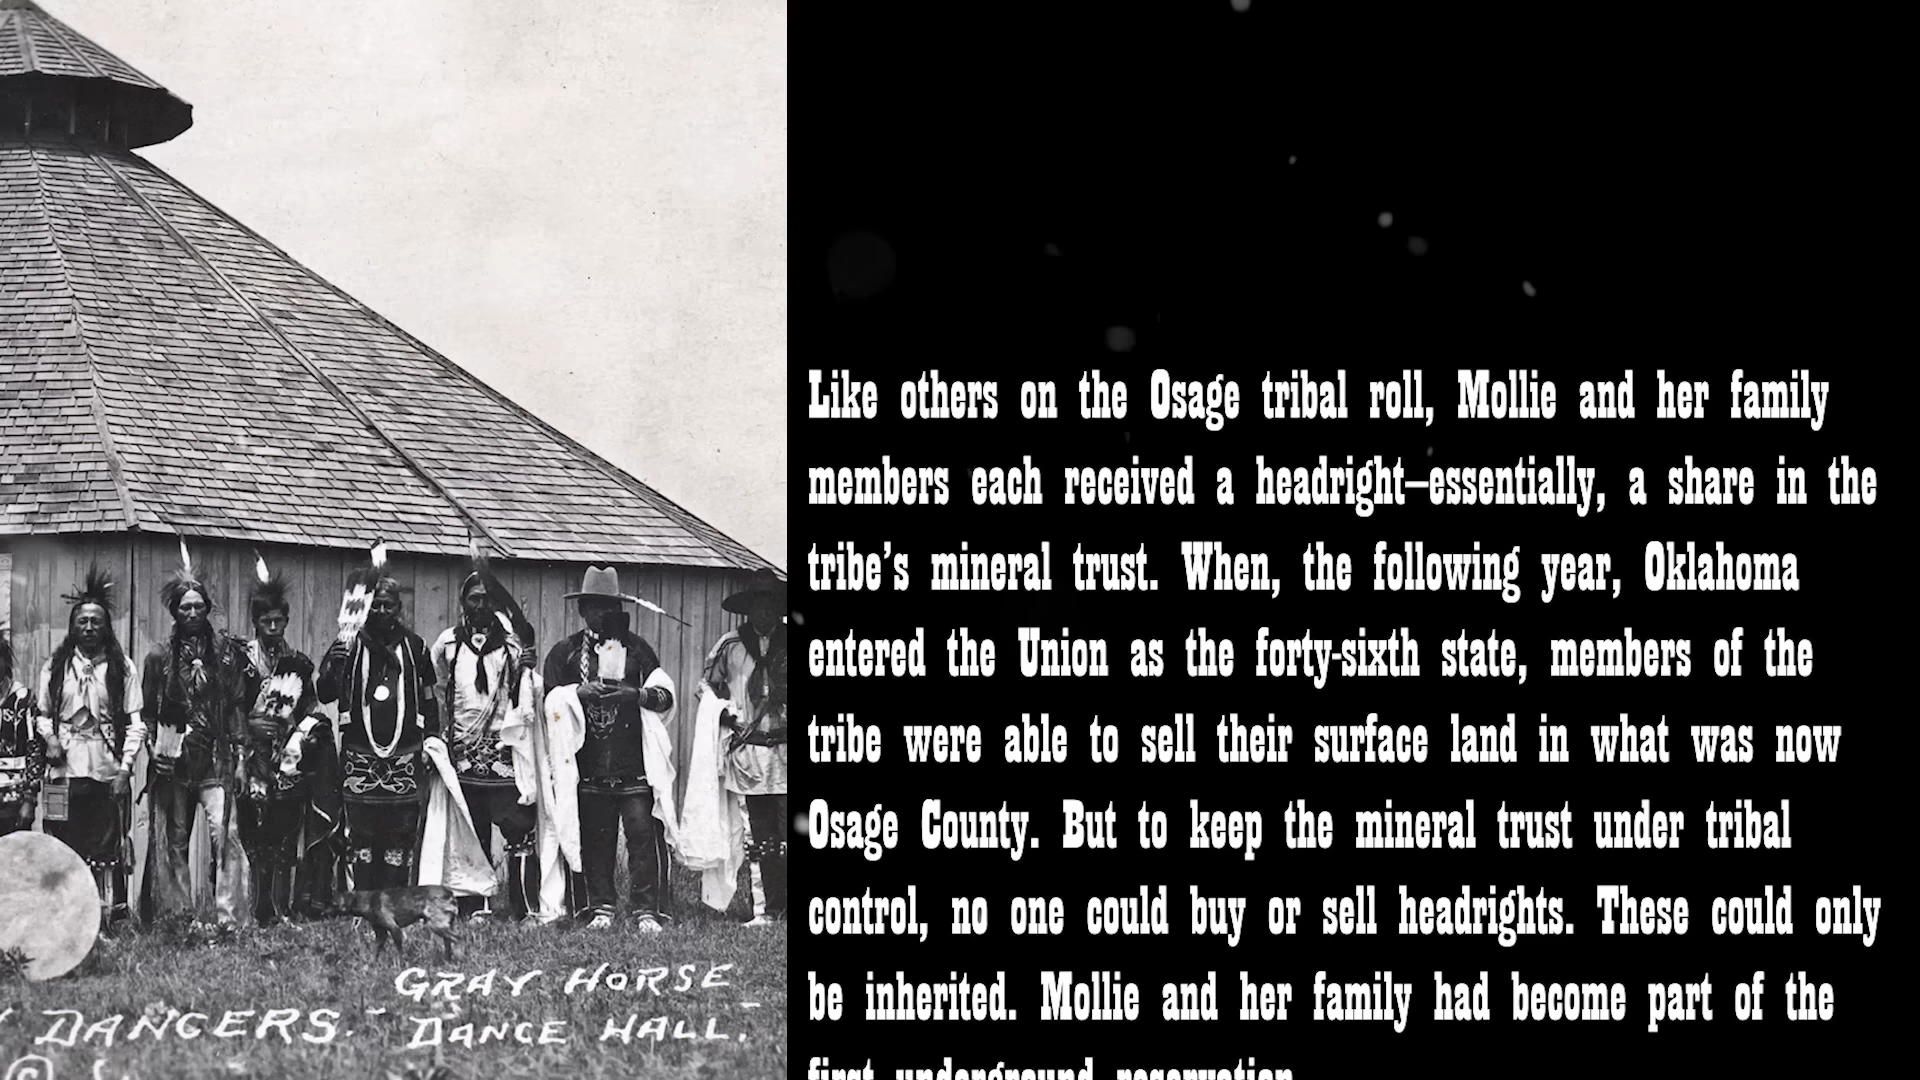 Like others on the Osage tribal roll, Mollie and her family
members each received a headright—essentially, a share in the
tribe’s mineral trust. When, the following year, Oklahoma
entered the Union as the forty-sixth state, members of the
tribe were able to sell their surface land in what was now
Osage County. But to keep the mineral trust under tribal
control, no one could buy or sell headrights. These could only
be inherited. Mollie and her family had become part of the
first underground reservation
GRAY HORSE
DANCERS." DANCE HALL."